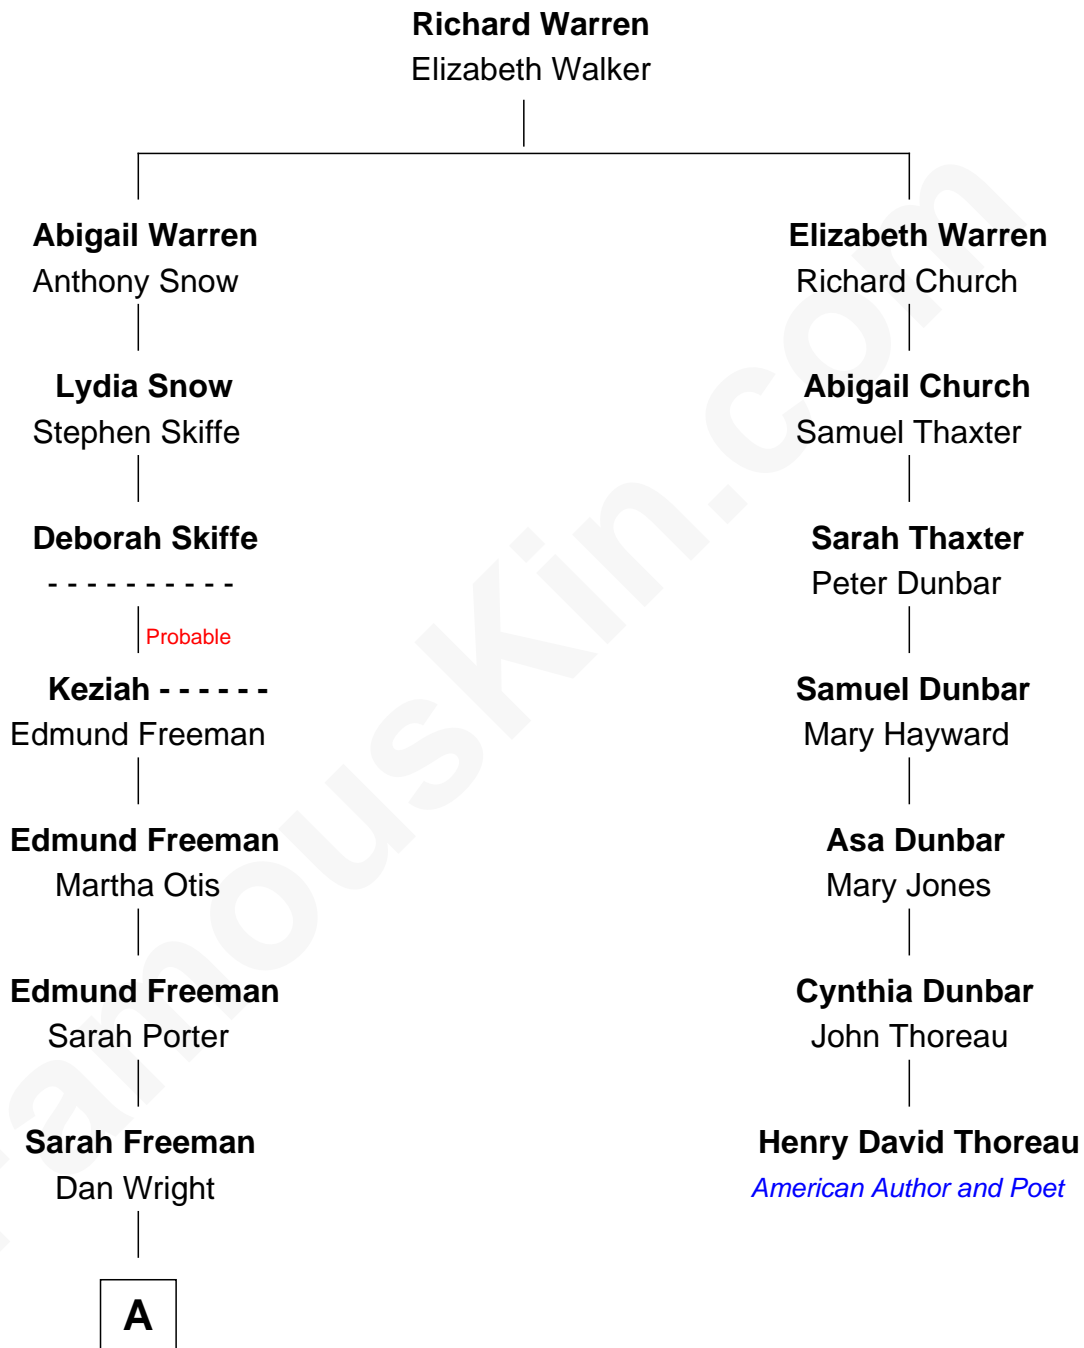 Richard Warren
Elizabeth Walker
Abigail Warren
Anthony Snow
Lydia Snow
Stephen Skiffe
Deborah Skiffe
- - - - - - - - - -
Probable
Keziah - - - - - -
Edmund Freeman
Edmund Freeman
Martha Otis
Edmund Freeman
Sarah Porter
Sarah Freeman
Dan Wright
A
Elizabeth Warren
Richard Church
Abigail Church
Samuel Thaxter
Sarah Thaxter
Peter Dunbar
Samuel Dunbar
Mary Hayward
Asa Dunbar
Mary Jones
Cynthia Dunbar
John Thoreau
Henry David Thoreau
American Author and Poet
FamousKin.com